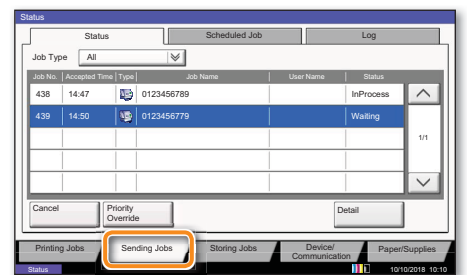 Status
Status Scheduled Job Log
Job Type All
Job No. Accepted Time Type Job Name User Name Status
438 14:47 0123456789 InProcess
439 14:50 0123456779 Waiting
1/1
Cancel Priority Override Detail
Printing Jobs Sending Jobs Storing Jobs Device/ Communication Paper/Supplies
Status 10/10/2018 10:10